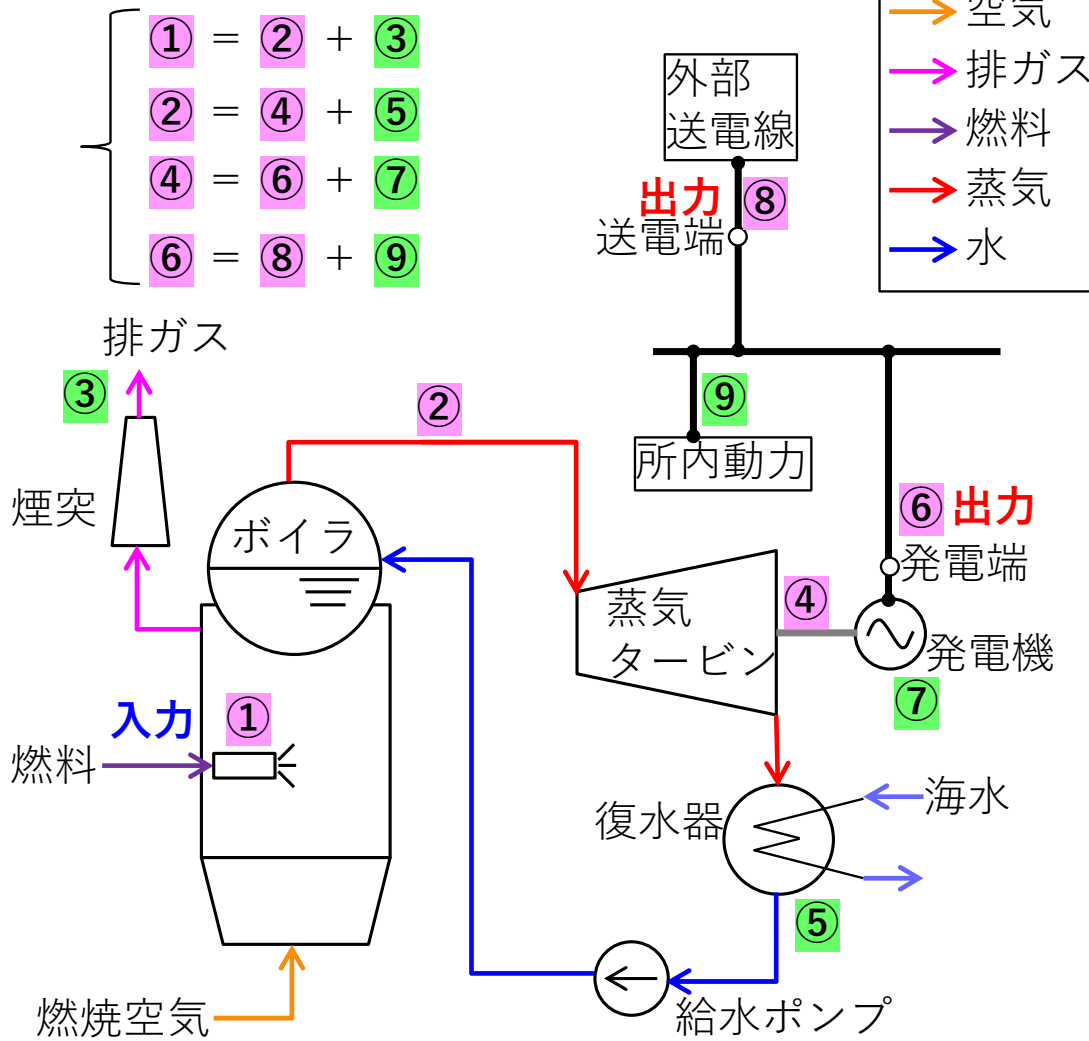 ① = ② + ③
② = ④ + ⑤
④ = ⑥ + ⑦
⑥ = ⑧ + ⑨
空気
排ガス
燃料
蒸気
水
外部
送電線
出力 ⑧
送電端
排ガス
③
煙突
②
ボイラ
⑨
所内動力
⑥ 出力
発電端
④
発電機
⑦
蒸気
タービン
入力 ①
燃料
復水器
海水
⑤
給水ポンプ
燃焼空気